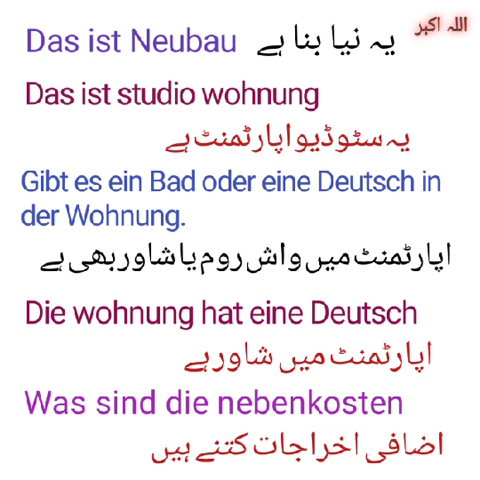 اللہ اکبر
Das ist Neubau یہ نیا بنا ہے
Das ist studio wohnung
یہ سٹوڈیو اپارٹمنٹ ہے
Gibt es ein Bad oder eine Deutsch in
der Wohnung.
اپارٹمنٹ میں واش روم یا شاور بھی ہے
Die wohnung hat eine Deutsch
اپارٹمنٹ میں شاور ہے
Was sind die nebenkosten
اضافی اخراجات کتنے ہیں